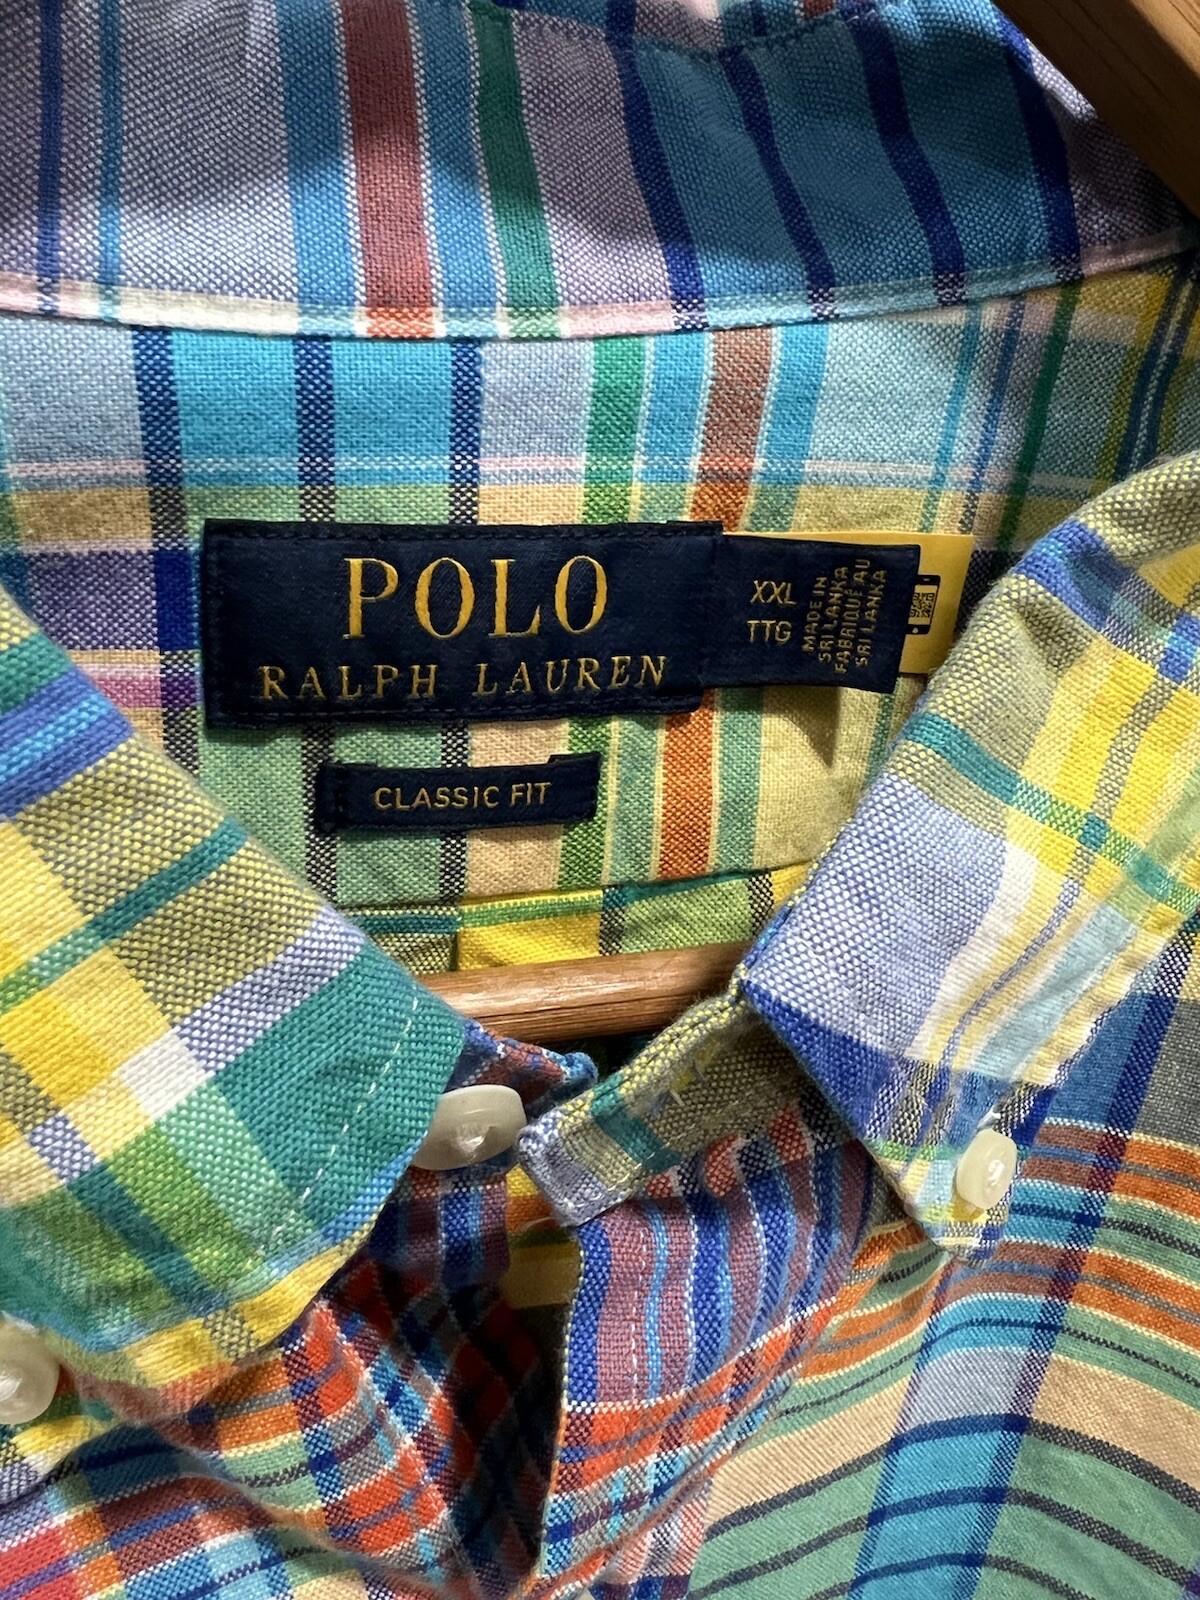 POLO
RALPH LAUREN
XXL
TTG
MADE IN
SRI LANKA
FABRIQUÉ AU
SRI LANKA
CLASSIC FIT